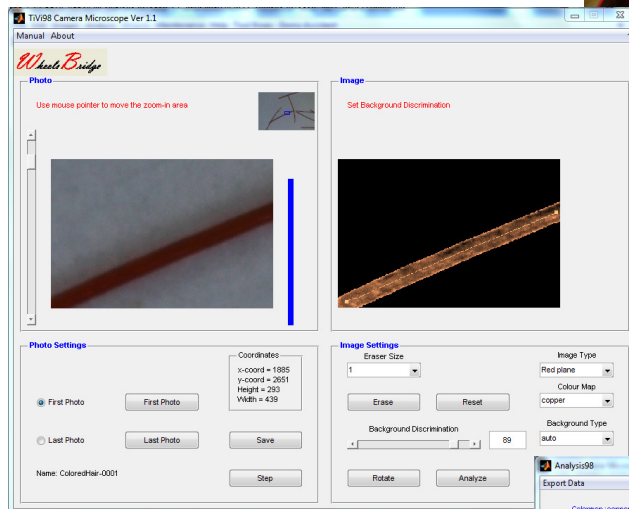 TiVi98 Camera Microscope Ver 1.1
Manual About
WheelsBridge
Photo
Use mouse pointer to move the zoom-in area
Image
Set Background Discrimination
Photo Settings
Coordinates
x-coord = 1885
y-coord = 2651
Height = 293
Width = 439
First Photo
First Photo
Last Photo
Last Photo
Save
Name: ColoredHair-0001
Step
Image Settings
Eraser Size
1
Image Type
Red plane
Colour Map
copper
Erase
Reset
Background Discrimination
89
Background Type
auto
Rotate
Analyze
Analysis98
Export Data